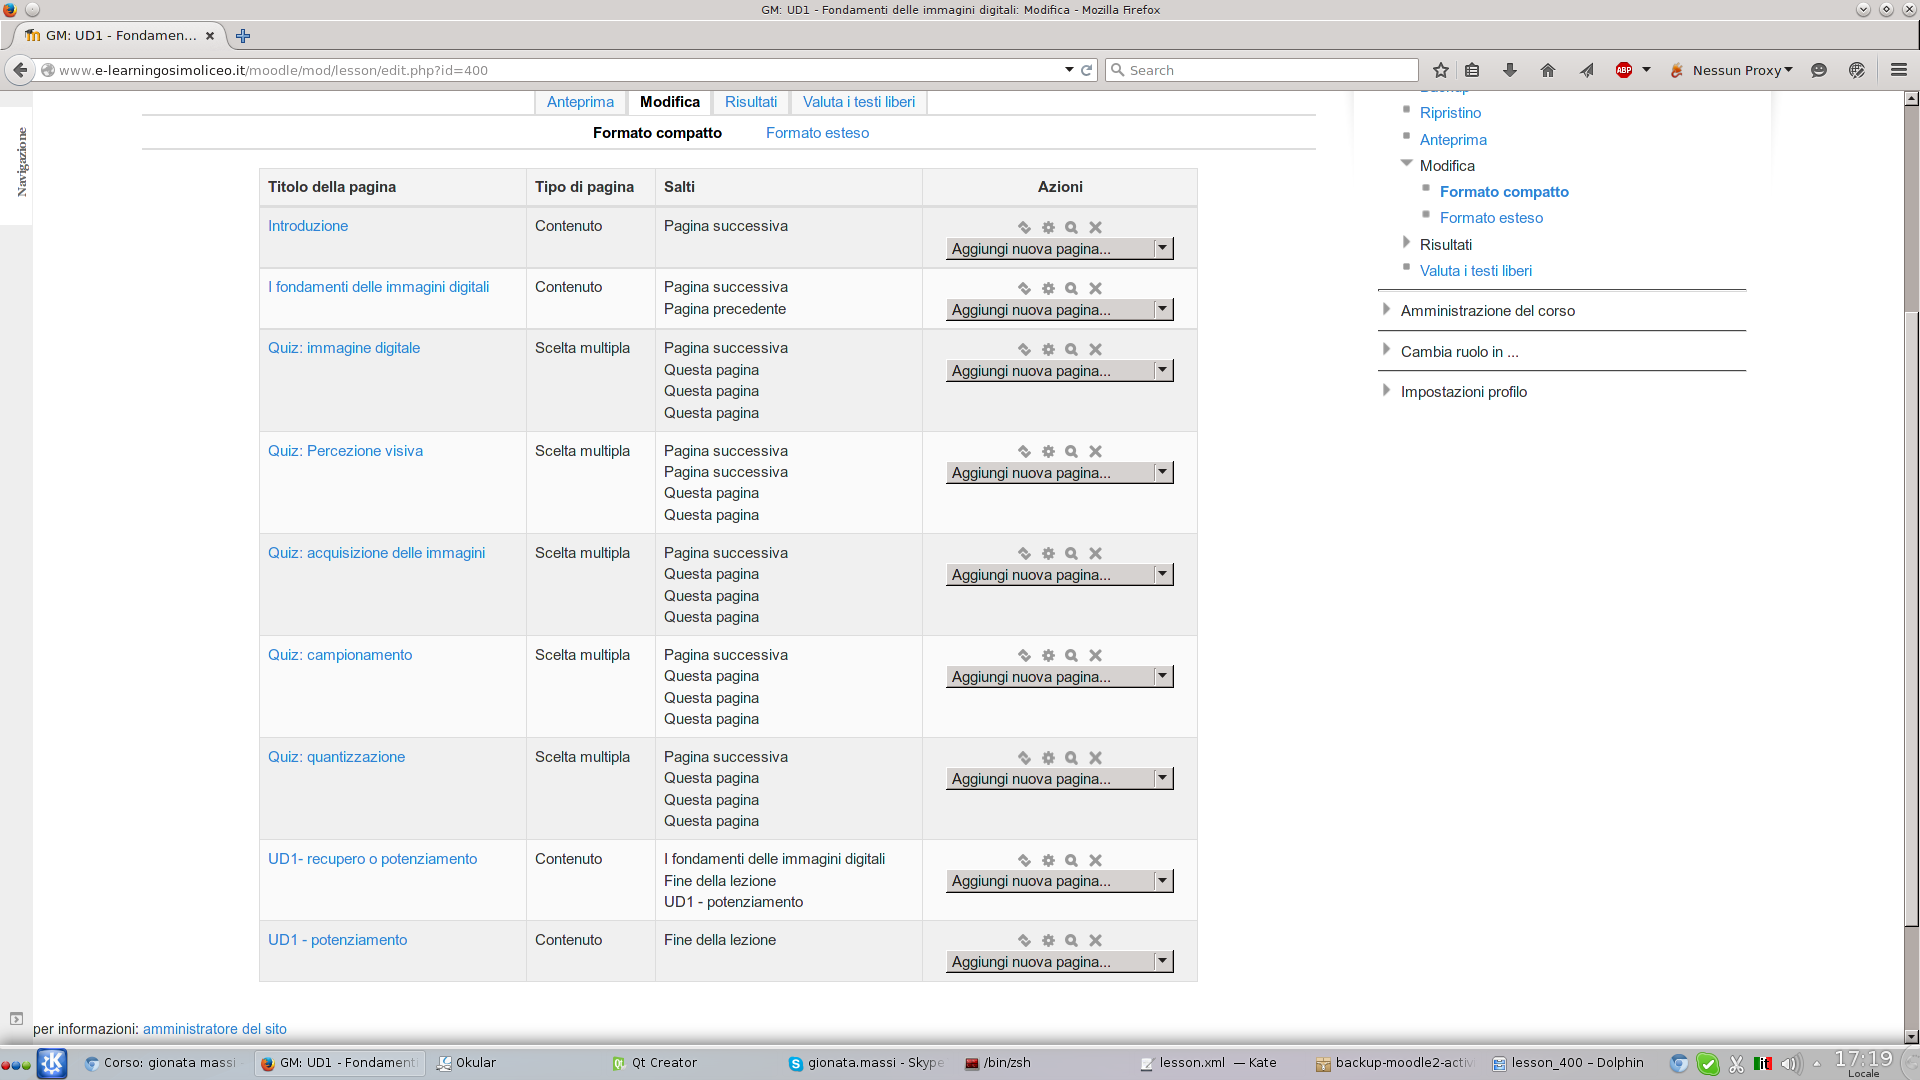 GM: UD1 - Fondamenti delle immagini digitali: Modifica - Mozilla Firefox
GM: UD1 - Fondamen...
www.e-learningosimoliceo.it/moodle/mod/lesson/edit.php?id=400
Search
ABP
Nessun Proxy
Navigazione
Anteprima Modifica Risultati Valuta i testi liberi
Formato compatto Formato esteso
Titolo della pagina Tipo di pagina Salti Azioni
Introduzione Contenuto Pagina successiva
Aggiungi nuova pagina...
I fondamenti delle immagini digitali Contenuto Pagina successiva
Pagina precedente
Aggiungi nuova pagina...
Quiz: immagine digitale Scelta multipla Pagina successiva
Questa pagina
Questa pagina
Questa pagina
Aggiungi nuova pagina...
Quiz: Percezione visiva Scelta multipla Pagina successiva
Pagina successiva
Questa pagina
Questa pagina
Aggiungi nuova pagina...
Quiz: acquisizione delle immagini Scelta multipla Pagina successiva
Questa pagina
Questa pagina
Questa pagina
Aggiungi nuova pagina...
Quiz: campionamento Scelta multipla Pagina successiva
Questa pagina
Questa pagina
Questa pagina
Aggiungi nuova pagina...
Quiz: quantizzazione Scelta multipla Pagina successiva
Questa pagina
Questa pagina
Questa pagina
Aggiungi nuova pagina...
UD1- recupero o potenziamento Contenuto I fondamenti delle immagini digitali
Fine della lezione
UD1 - potenziamento
Aggiungi nuova pagina...
UD1 - potenziamento Contenuto Fine della lezione
Aggiungi nuova pagina...
Ripristino
Anteprima
Modifica
Formato compatto
Formato esteso
Risultati
Valuta i testi liberi
Amministrazione del corso
Cambia ruolo in ...
Impostazioni profilo
per informazioni: amministratore del sito
Corso: gionata massi
GM: UD1 - Fondament
Okular
Qt Creator
gionata.massi - Skype
/bin/zsh
lesson.xml — Kate
backup-moodle2-activi
lesson_400 – Dolphin
it
17:19
Locale